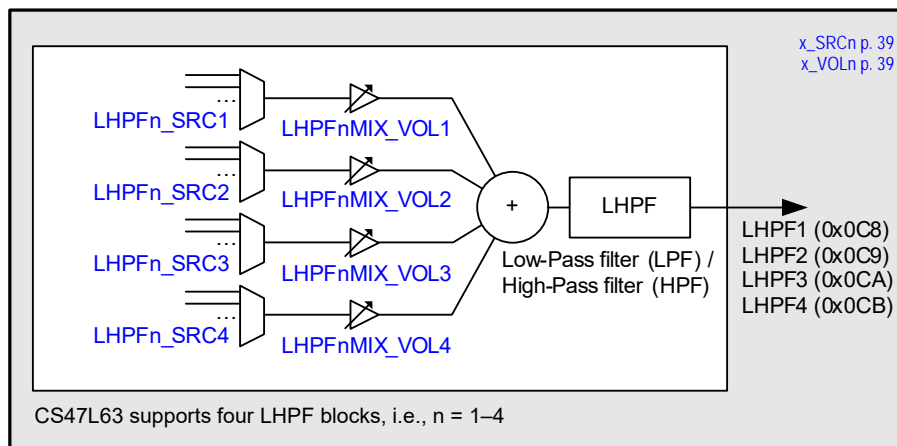 x_SRCn p. 39
x_VOLn p. 39
...
LHPFn_SRC1
LHPFnMIX_VOL1
...
LHPFn_SRC2
LHPFnMIX_VOL2
...
LHPFn_SRC3
LHPFnMIX_VOL3
...
LHPFn_SRC4
LHPFnMIX_VOL4
+
LHPF
Low-Pass filter (LPF) /
High-Pass filter (HPF)
LHPF1 (0x0C8)
LHPF2 (0x0C9)
LHPF3 (0x0CA)
LHPF4 (0x0CB)
CS47L63 supports four LHPF blocks, i.e., n = 1–4